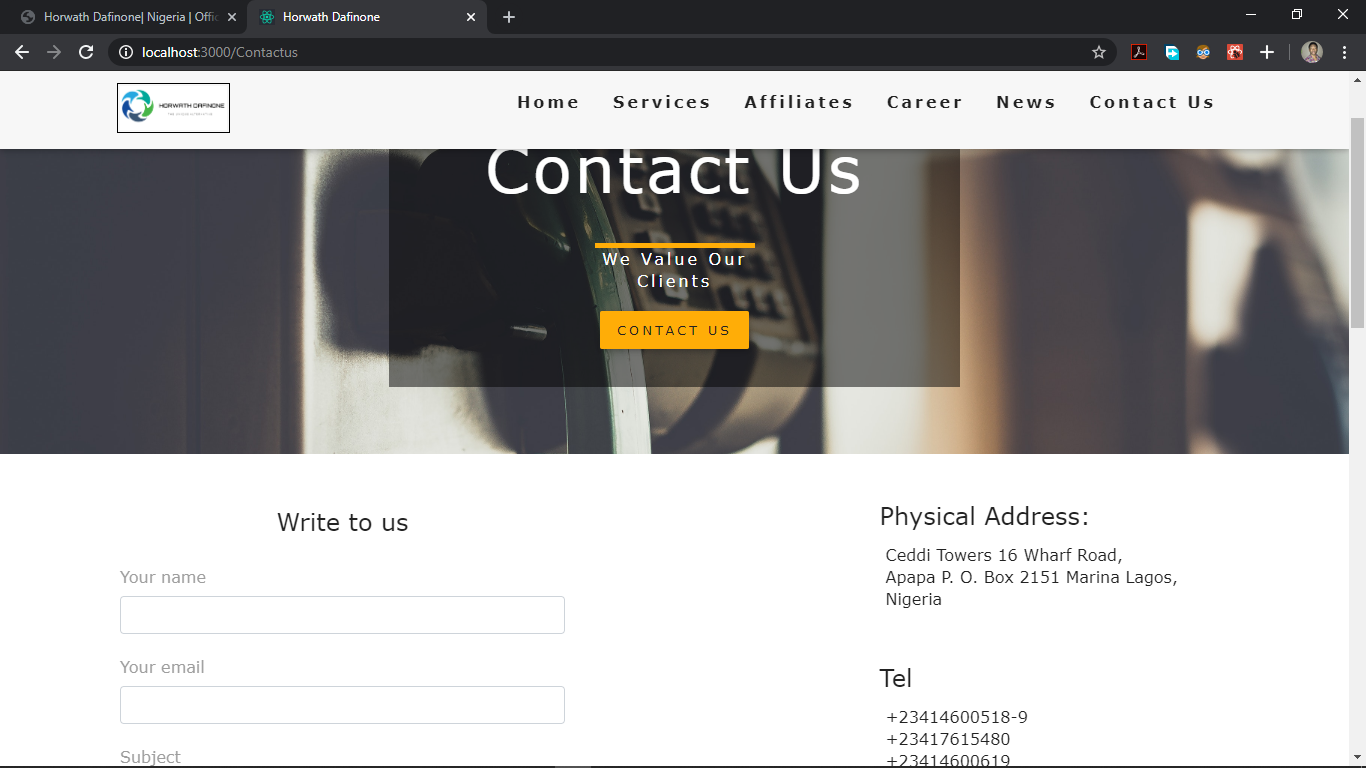 Horwath Dafinone| Nigeria | Offic
Horwath Dafinone
localhost:3000/Contactus
HORWATH DAFINONE
Home Services Affiliates Career News Contact Us
Contact Us
We Value Our
Clients
CONTACT US
Write to us
Your name
Your email
Subject
Physical Address:
Ceddi Towers 16 Wharf Road,
Apapa P. O. Box 2151 Marina Lagos,
Nigeria
Tel
+23414600518-9
+23417615480
+23414600619